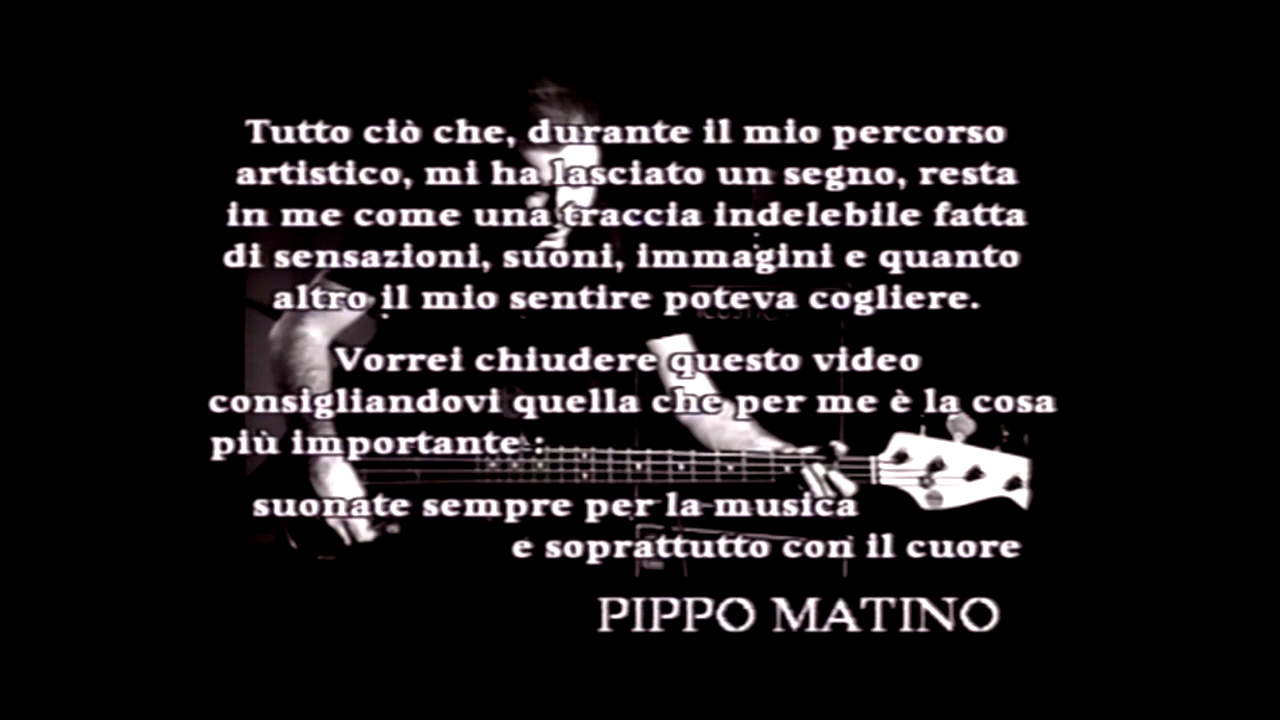 Tutto ciò che, durante il mio percorso
artistico, mi ha lasciato un segno, resta
in me come una traccia indelebile fatta
di sensazioni, suoni, immagini e quanto
altro il mio sentire poteva cogliere.
Vorrei chiudere questo video
consigliandovi quella che per me è la cosa
più importante :
suonate sempre per la musica
e soprattutto con il cuore
PIPPO MATINO